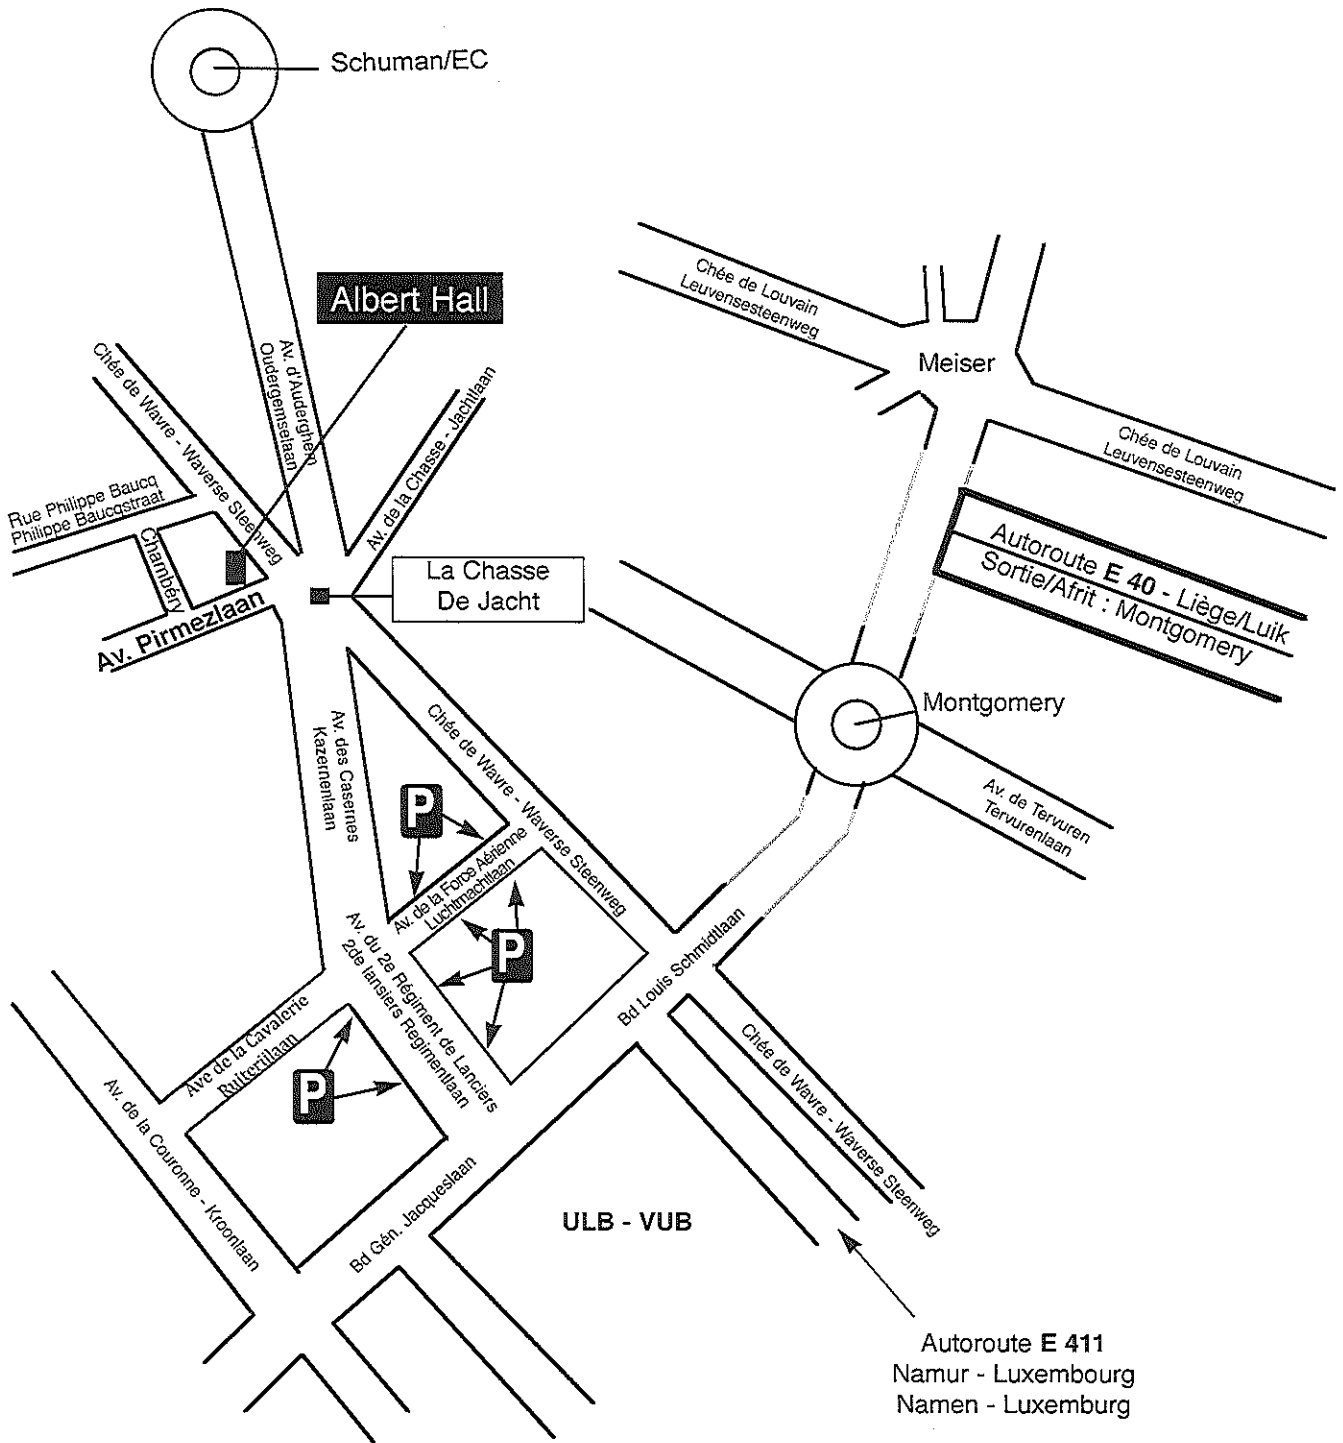 Schuman/EC
Albert Hall
Chée de Louvain
Leuvensesteenweg
Meiser
Av. d'Auderghem
Oudergemselaan
Chée de Wavre - Waverse Steenweg
Av. de la Chasse - Jachtlaan
Chée de Louvain
Leuvensesteenweg
Rue Philippe Baucq
Philippe Baucqstraat
Chambéry
Av. Pirmezlaan
La Chasse
De Jacht
Autoroute E 40 - Liège/Luik
Sortie/Afrit : Montgomery
Montgomery
Av. des Casernes
Kazernenlaan
Chée de Wavre - Waverse Steenweg
Av. de Tervuren
Tervurenlaan
P
Av. de la Force Aérienne
Luchtmachtlaan
P
Av. du 2e Régiment de Lanciers
2de lansiers Regimentlaan
Bd Louis Schmidtlaan
Ave de la Cavalerie
Ruiterijlaan
P
Av. de la Couronne - Kroonlaan
Chée de Wavre - Waverse Steenweg
Bd Gén. Jacqueslaan
ULB - VUB
Autoroute E 411
Namur - Luxembourg
Namen - Luxemburg